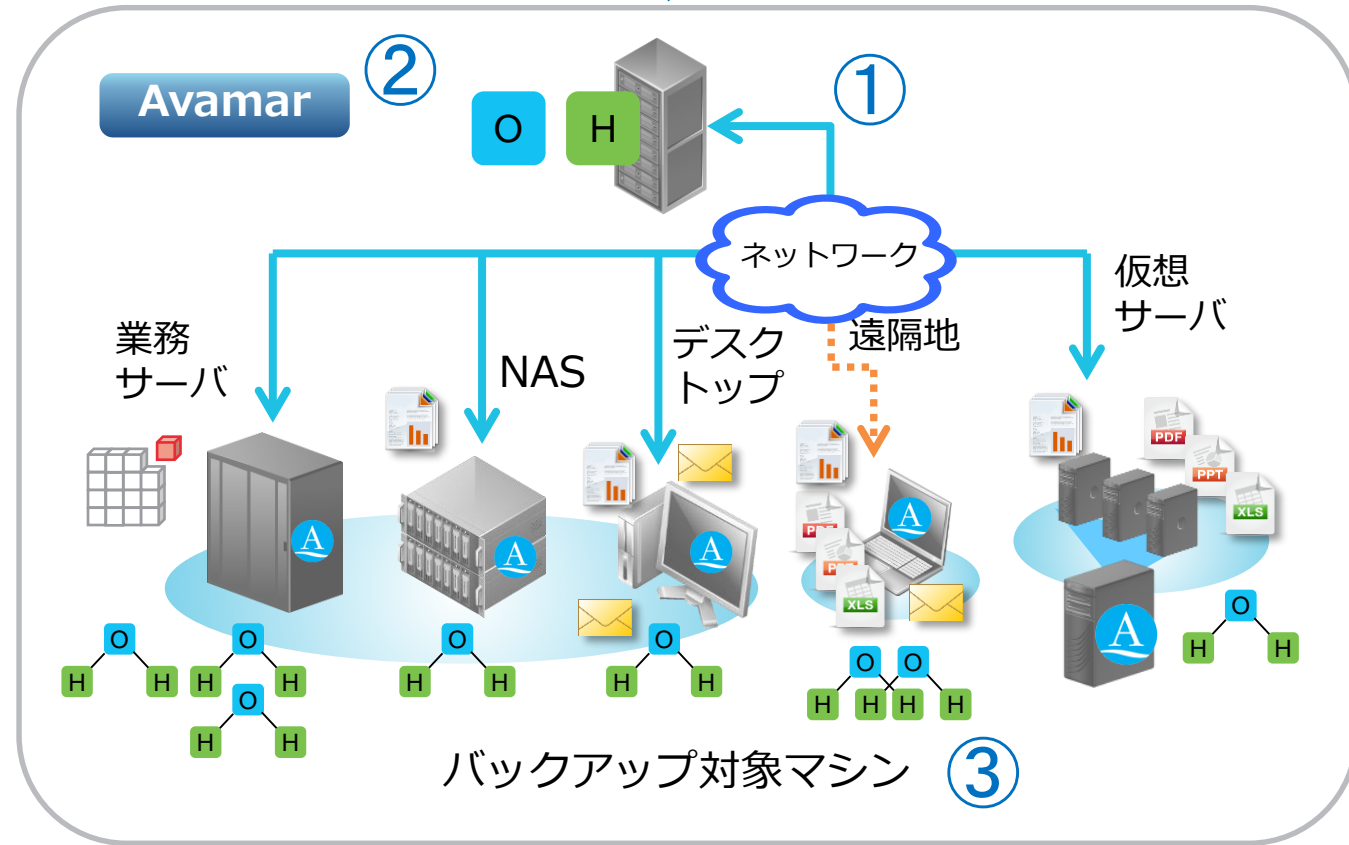 Avamar
②
①
O
H
ネットワーク
業務
サーバ
NAS
デスク
トップ
遠隔地
仮想
サーバ
PDF
PPT
XLS
A
A
A
PDF
PPT
XLS
A
A
O
H H
O
H H
O
H H
O
H H
O
H H
O O
H H H H
O
H H
バックアップ対象マシン ③